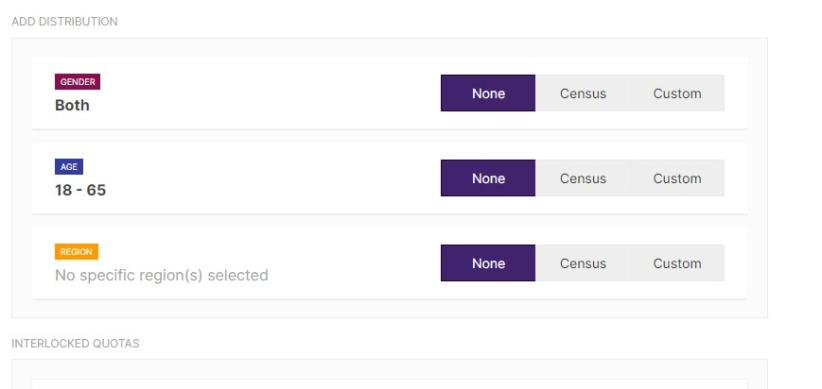 ADD DISTRIBUTION
GENDER
Both
None Census Custom
AGE
18 - 65
None Census Custom
REGION
No specific region(s) selected
None Census Custom
INTERLOCKED QUOTAS